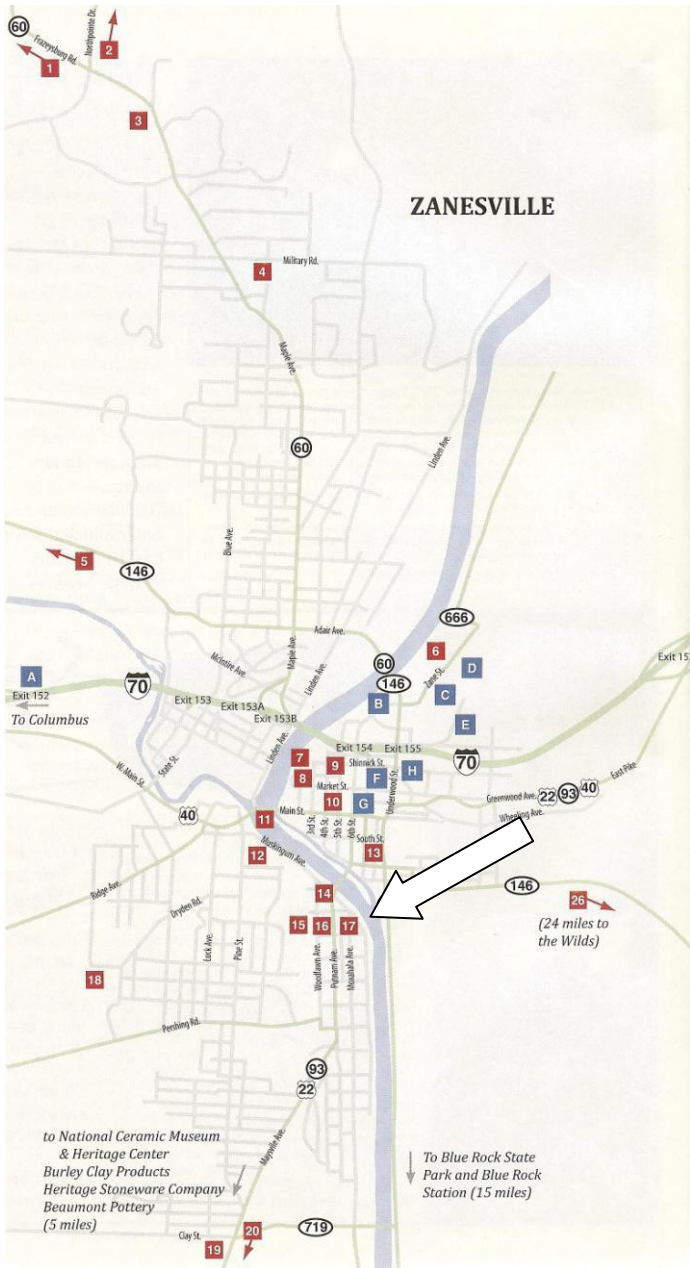 60
Frazeysburg Rd.
Northpointe Dr.
1
2
3
ZANESVILLE
4
Military Rd.
Maple Ave.
60
Linden Ave.
Blue Ave.
5
146
666
Adair Ave.
6
60
146
Zane St.
D
C
B
E
McIntire Ave.
Maple Ave.
Linden Ave.
A
Exit 152
To Columbus
70
Exit 153
Exit 153A
Exit 153B
Exit 154
Exit 155
70
Exit 157
State St.
W. Main St.
Linden Ave.
7
8
9
Shinnick St.
F
H
Market St.
10
G
Underwood St.
Greenwood Ave.
22
93
40
East Pike
Wheeling Ave.
40
11
Main St.
3rd St.
4th St.
5th St.
6th St.
South St.
12
Muskingum Ave.
13
14
146
26
(24 miles to
the Wilds)
Ridge Ave.
Dryden Rd.
Luck Ave.
Pine St.
15
16
17
Woodlawn Ave.
Putnam Ave.
Moxahala Ave.
18
Pershing Rd.
93
22
Maysville Ave.
to National Ceramic Museum
& Heritage Center
Burley Clay Products
Heritage Stoneware Company
Beaumont Pottery
(5 miles)
To Blue Rock State
Park and Blue Rock
Station (15 miles)
Clay St.
19
20
719